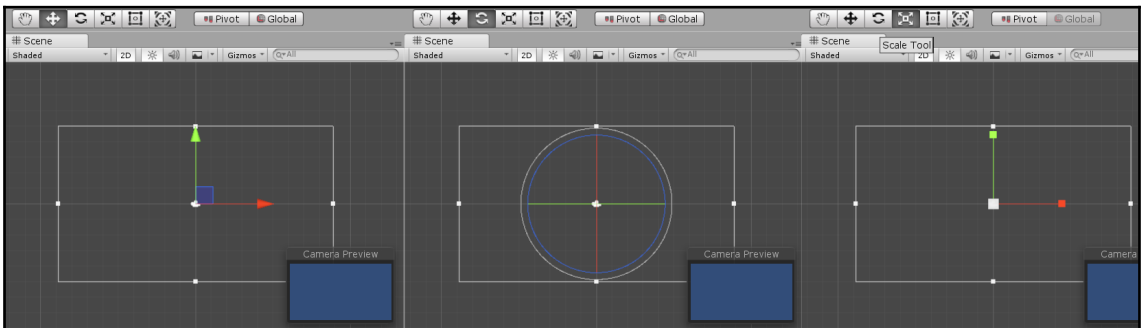 Pivot Global
Scene
Shaded 2D Gizmos All
Camera Preview
Pivot Global
Scene
Shaded 2D Gizmos All
Camera Preview
Pivot Global
Scene
Scale Tool
Shaded 2D Gizmos All
Camera